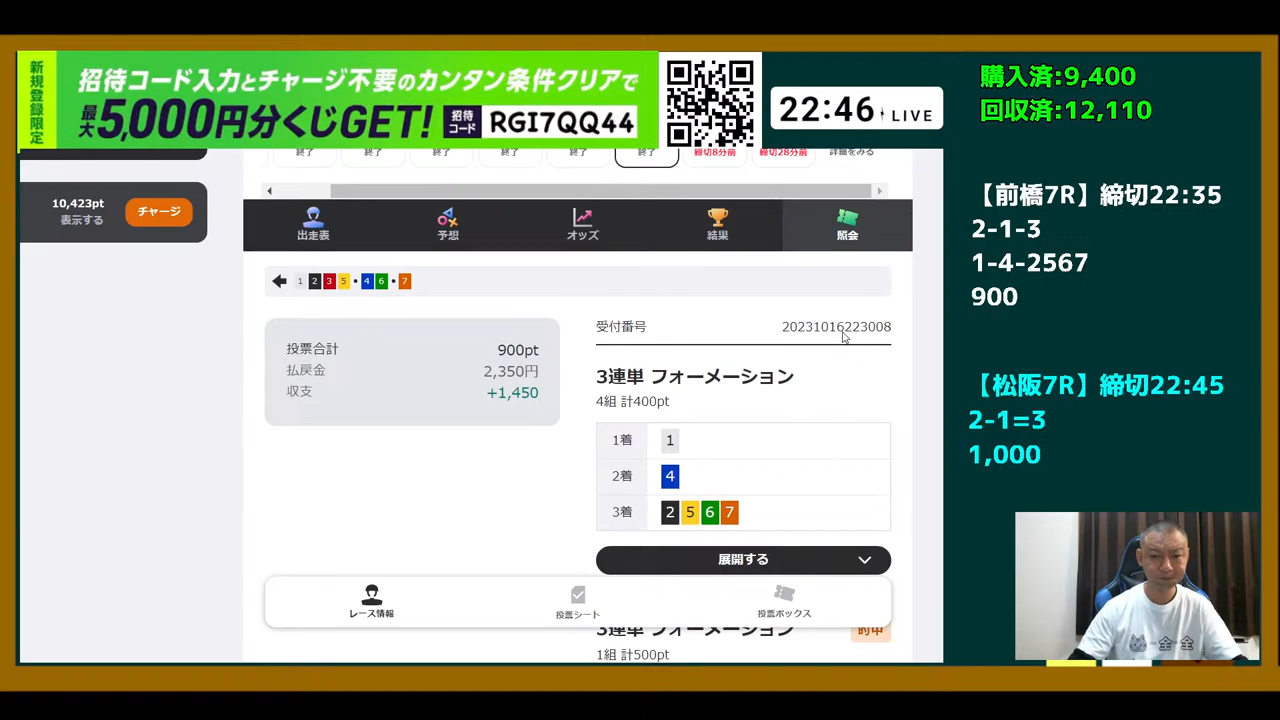 新規登録限定
招待コード入力とチャージ不要のカンタン条件クリアで
最大5,000円分くじGET!
招待コード RGI7QQ44
22:46 LIVE
購入済:9,400
回収済:12,110
終了 終了 終了 終了 終了 終了 締切8分前 締切28分前 詳細をみる
10,423pt
表示する
チャージ
出走表 予想 オッズ 結果 照会
1 2 3 5 • 4 6 • 7
投票合計 900pt
払戻金 2,350円
収支 +1,450
受付番号 20231016223008
3連単 フォーメーション
4組 計400pt
1着 1
2着 4
3着 2 5 6 7
展開する
レース情報 投票シート 投票ボックス
3連単 フォーメーション 的中
1組 計500pt
【前橋7R】締切22:35
2-1-3
1-4-2567
900
【松阪7R】締切22:45
2-1=3
1,000